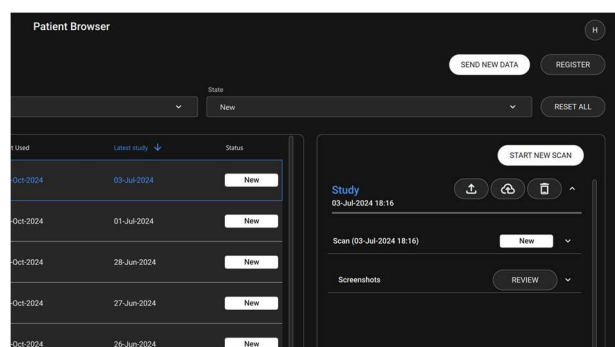 Patient Browser
H
SEND NEW DATA
REGISTER
State
New
RESET ALL
Used
Latest study
Status
-Oct-2024
03-Jul-2024
New
-Oct-2024
01-Jul-2024
New
-Oct-2024
28-Jun-2024
New
-Oct-2024
27-Jun-2024
New
-Oct-2024
26-Jun-2024
New
START NEW SCAN
Study
03-Jul-2024 18:16
Scan (03-Jul-2024 18:16)
New
Screenshots
REVIEW